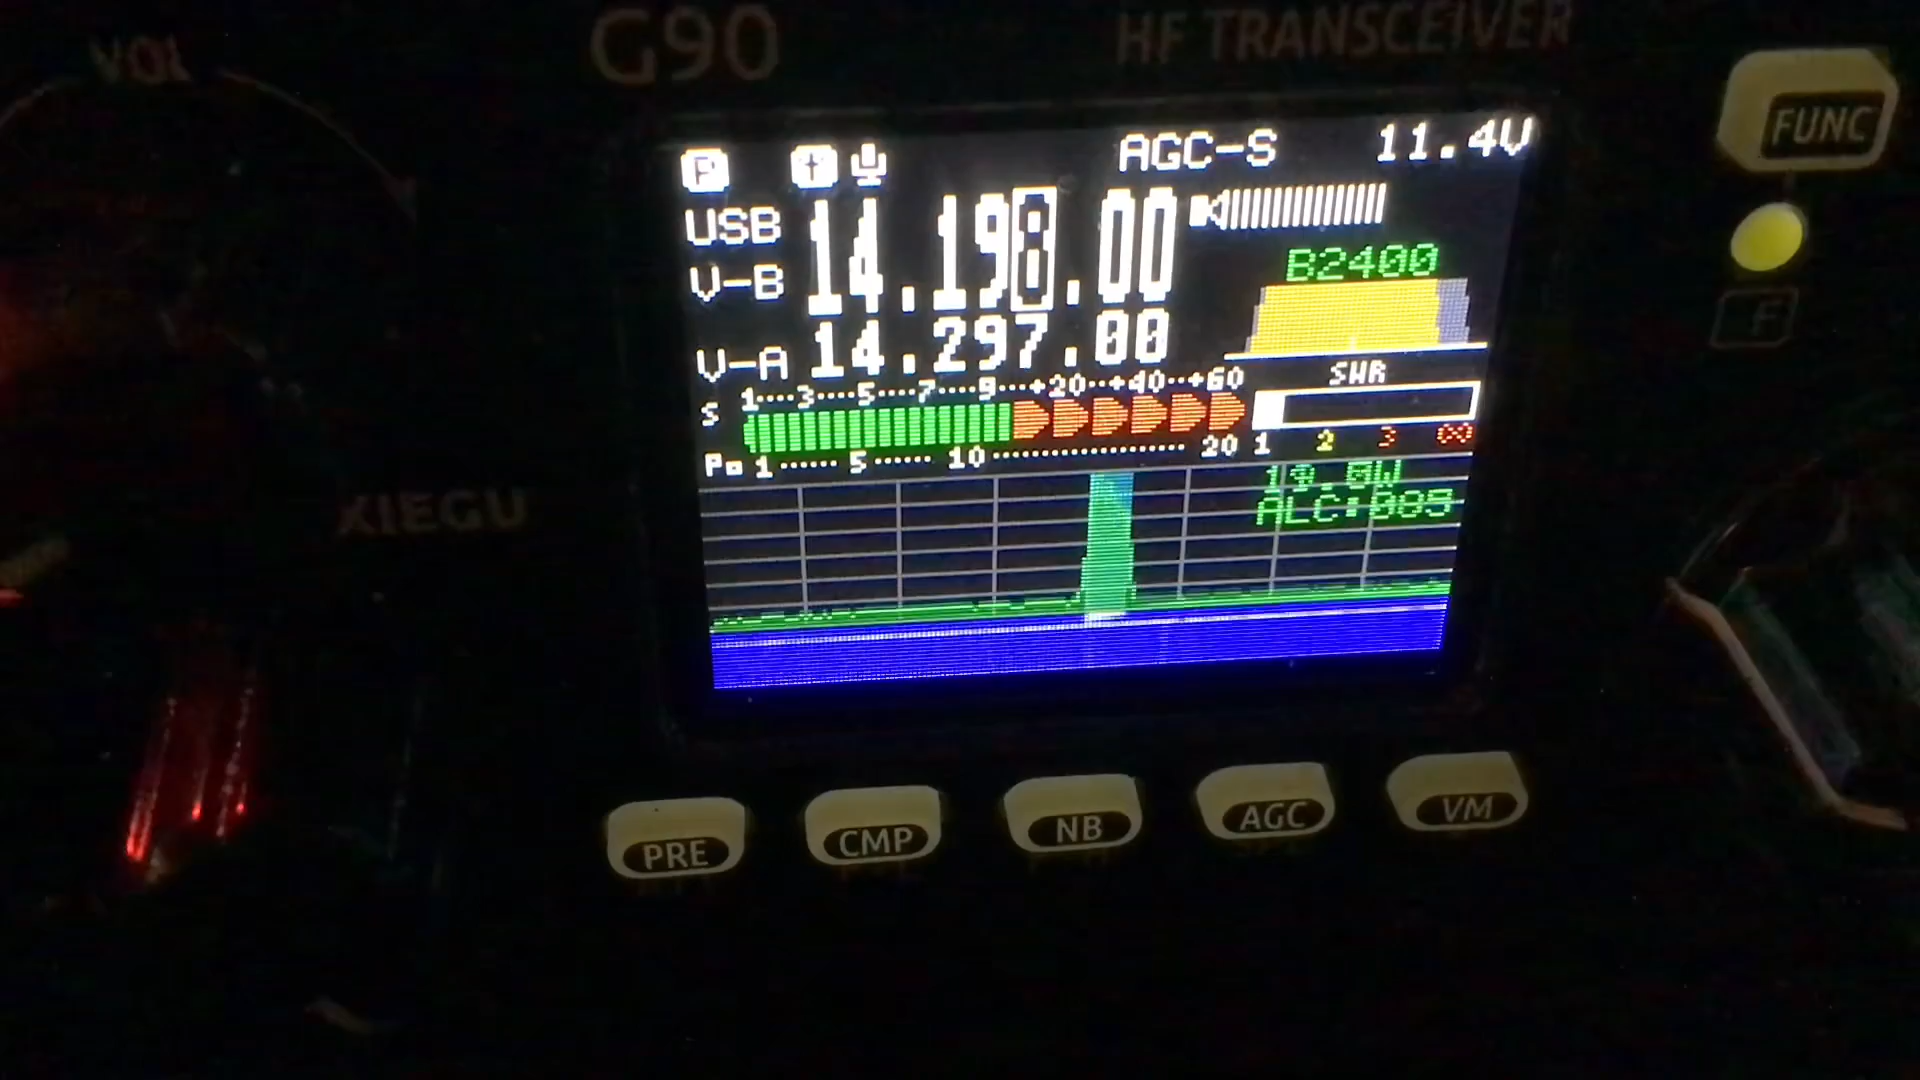 VOL
G90 HF TRANSCEIVER
FUNC
P AGC-S 11.4V
USB 14.198.00
V-B
B2400
V-A 14.297.00
F
SWR
S 1····3····5····7····9···+20··+40··+60
1 2 3 ∞
Po 1······5······10····················20
ALC:
XIEGU
PRE CMP NB AGC VM